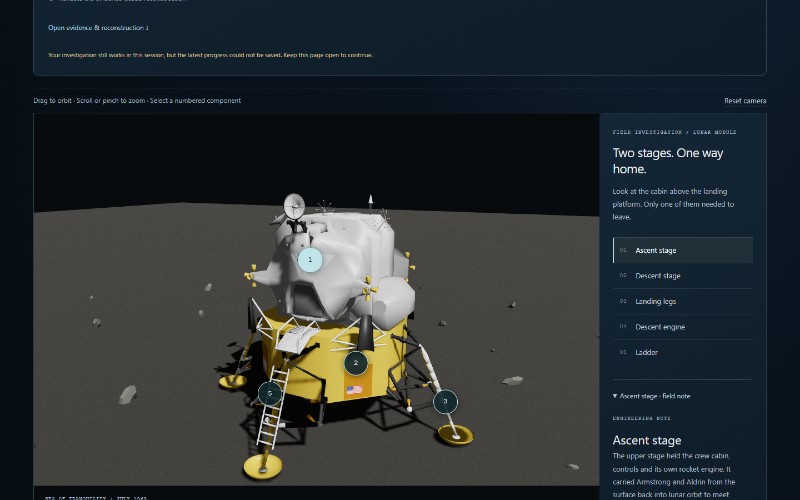 Open evidence & reconstruction ↓
Your investigation still works in this session, but the latest progress could not be saved. Keep this page open to continue.
Drag to orbit · Scroll or pinch to zoom · Select a numbered component
Reset camera
FIELD INVESTIGATION / LUNAR MODULE
Two stages. One way
home.
Look at the cabin above the landing
platform. Only one of them needed to
leave.
01 Ascent stage
02 Descent stage
03 Landing legs
04 Descent engine
05 Ladder
▼ Ascent stage · field note
ENGINEERING NOTE
Ascent stage
The upper stage held the crew cabin,
controls and its own rocket engine. It
carried Armstrong and Aldrin from the
surface back into lunar orbit to meet
1
2
5
3
SEA OF TRANQUILITY / JULY 1969